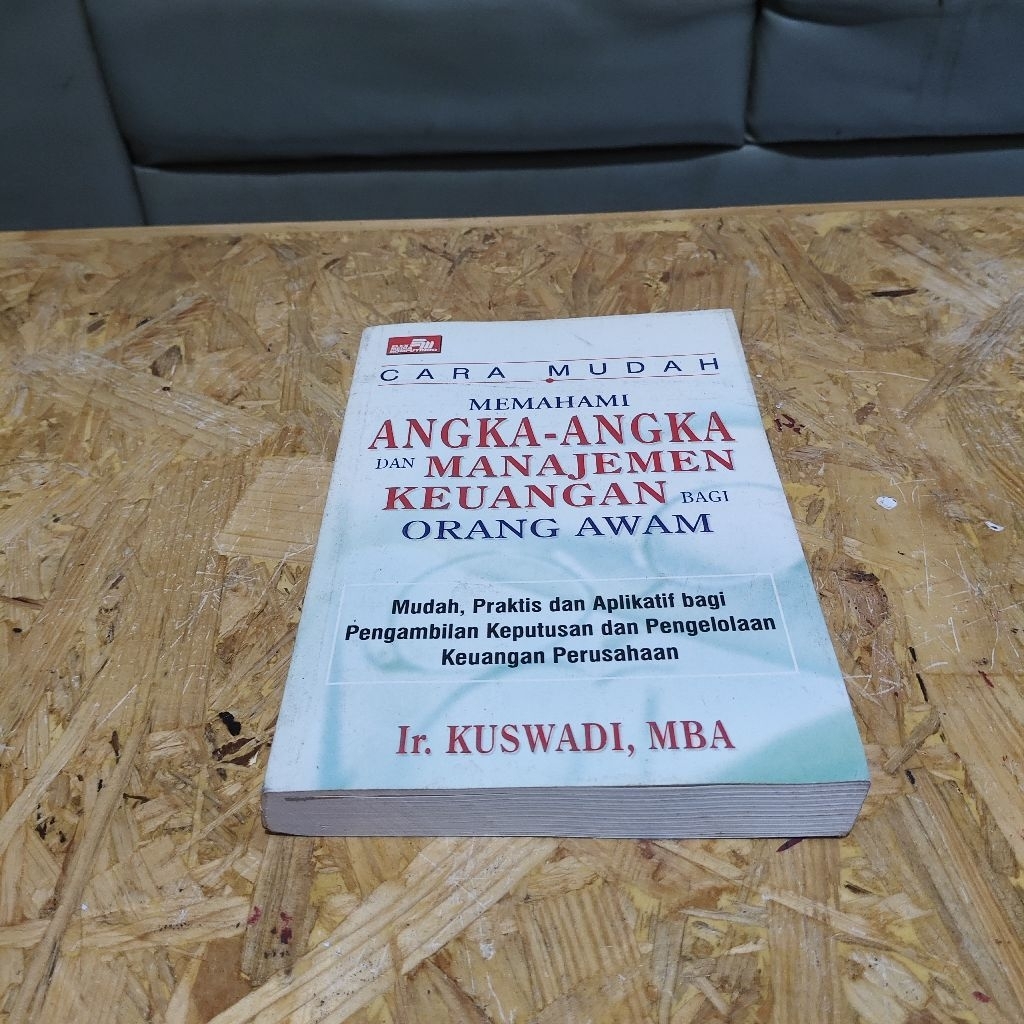 CARA MUDAH
MEMAHAMI
ANGKA-ANGKA
DAN MANAJEMEN
KEUANGAN BAGI
ORANG AWAM
Mudah, Praktis dan Aplikatif bagi
Pengambilan Keputusan dan Pengelolaan
Keuangan Perusahaan
Ir. KUSWADI, MBA